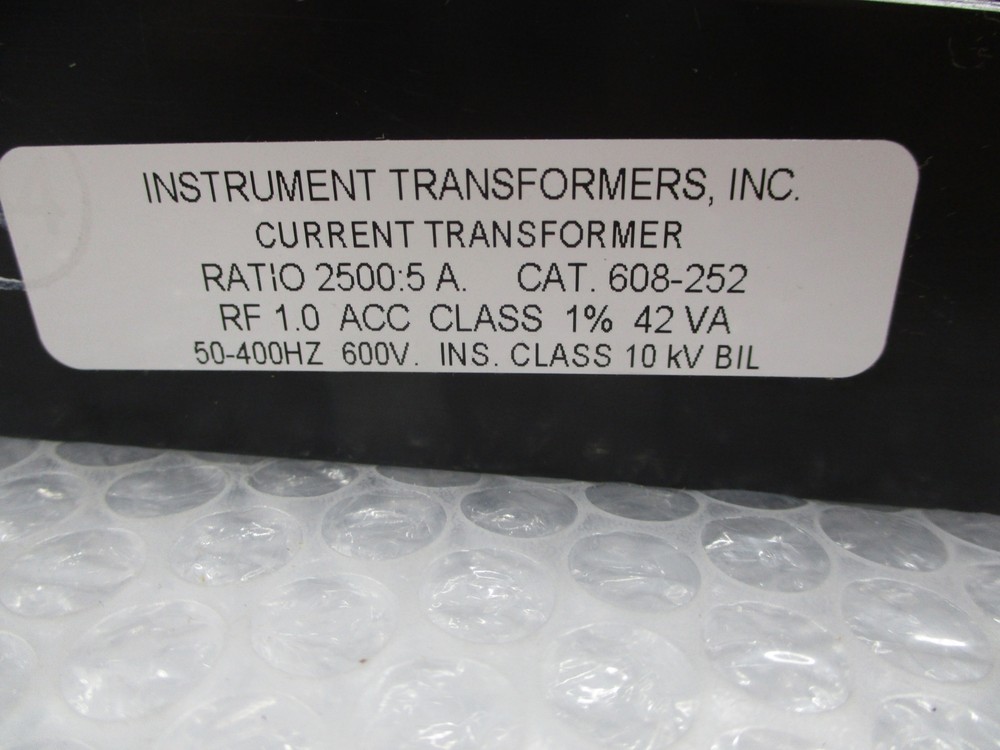 INSTRUMENT TRANSFORMERS, INC.
CURRENT TRANSFORMER
RATIO 2500:5 A. CAT. 608-252
RF 1.0 ACC CLASS 1% 42 VA
50-400HZ 600V. INS. CLASS 10 kV BIL